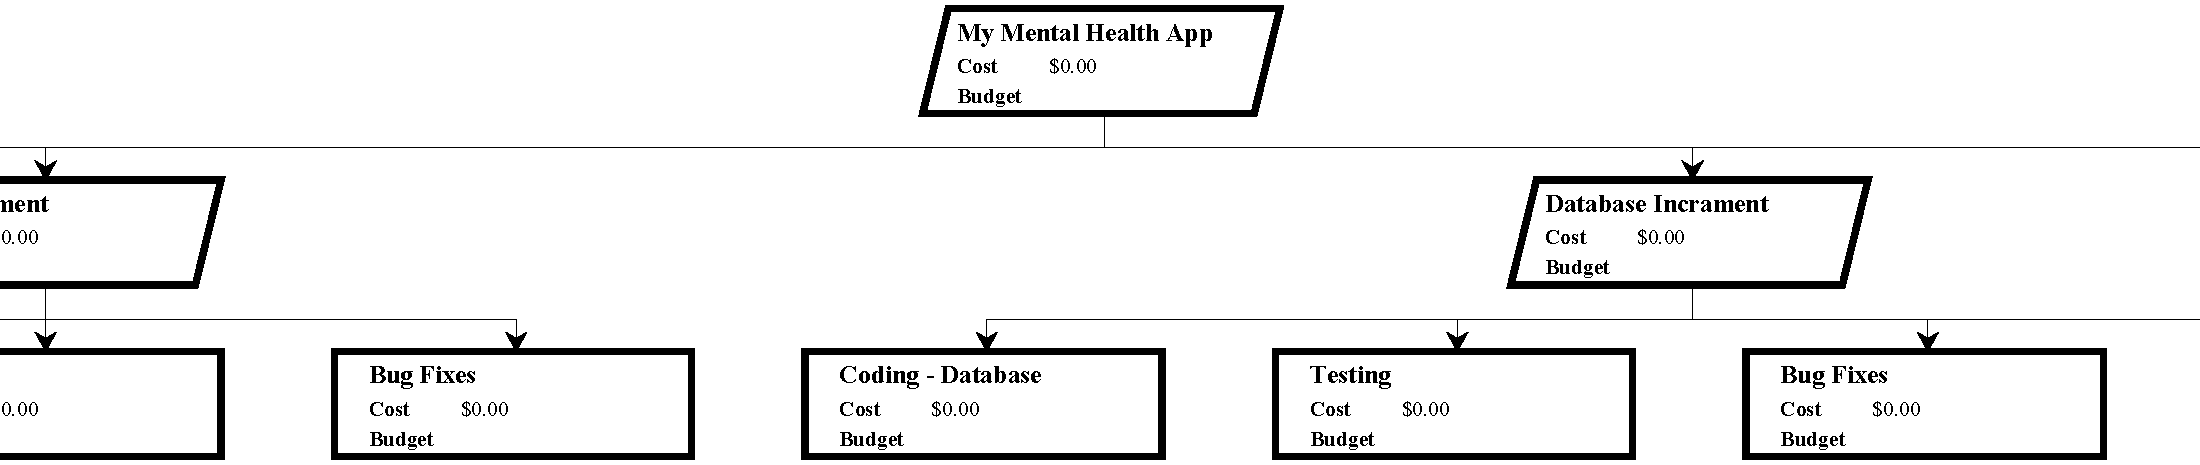 My Mental Health App
Cost $0.00
Budget
ment
0.00
Database Incrament
Cost $0.00
Budget
0.00
Bug Fixes
Cost $0.00
Budget
Coding - Database
Cost $0.00
Budget
Testing
Cost $0.00
Budget
Bug Fixes
Cost $0.00
Budget